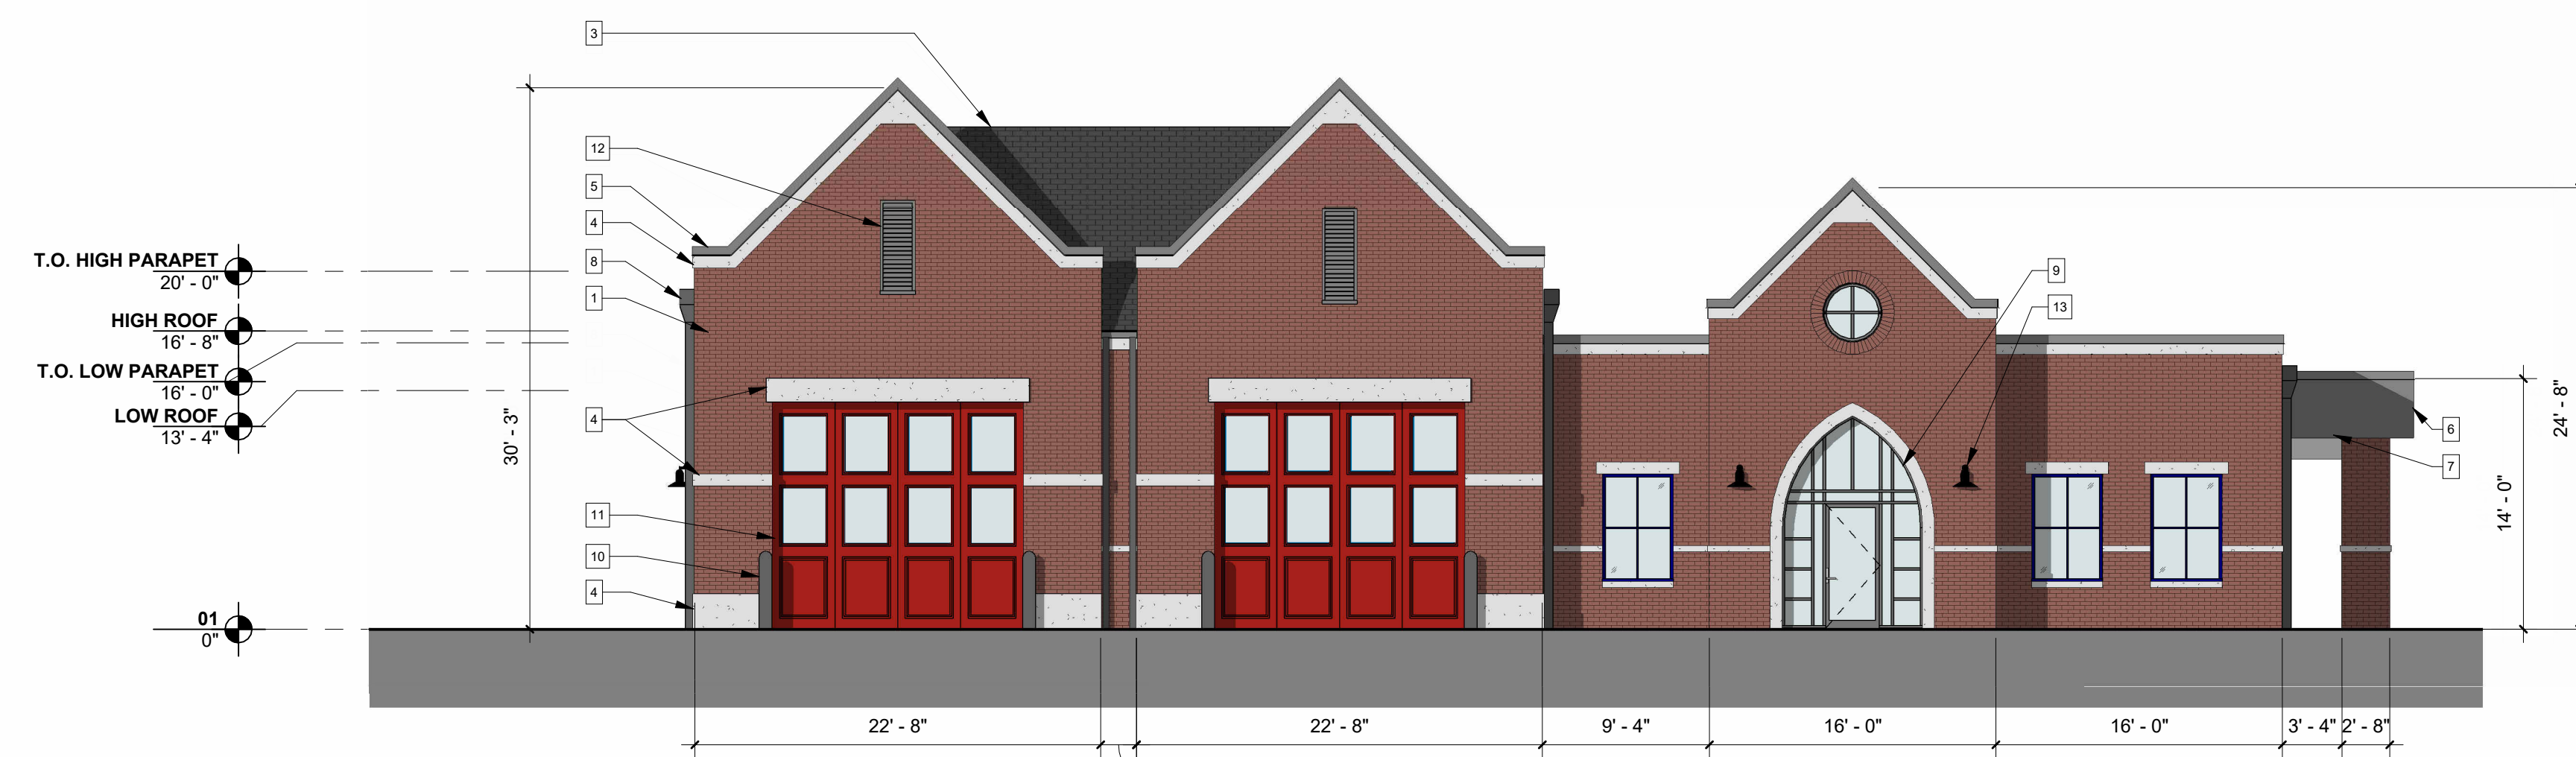 3
12
5
4
8
1
4
11
10
4
9
13
6
7
T.O. HIGH PARAPET
20' - 0"
HIGH ROOF
16' - 8"
T.O. LOW PARAPET
16' - 0"
LOW ROOF
13' - 4"
01
0"
30' - 3"
14' - 0"
24' - 8"
22' - 8"
22' - 8"
9' - 4"
16' - 0"
16' - 0"
3' - 4"
2' - 8"